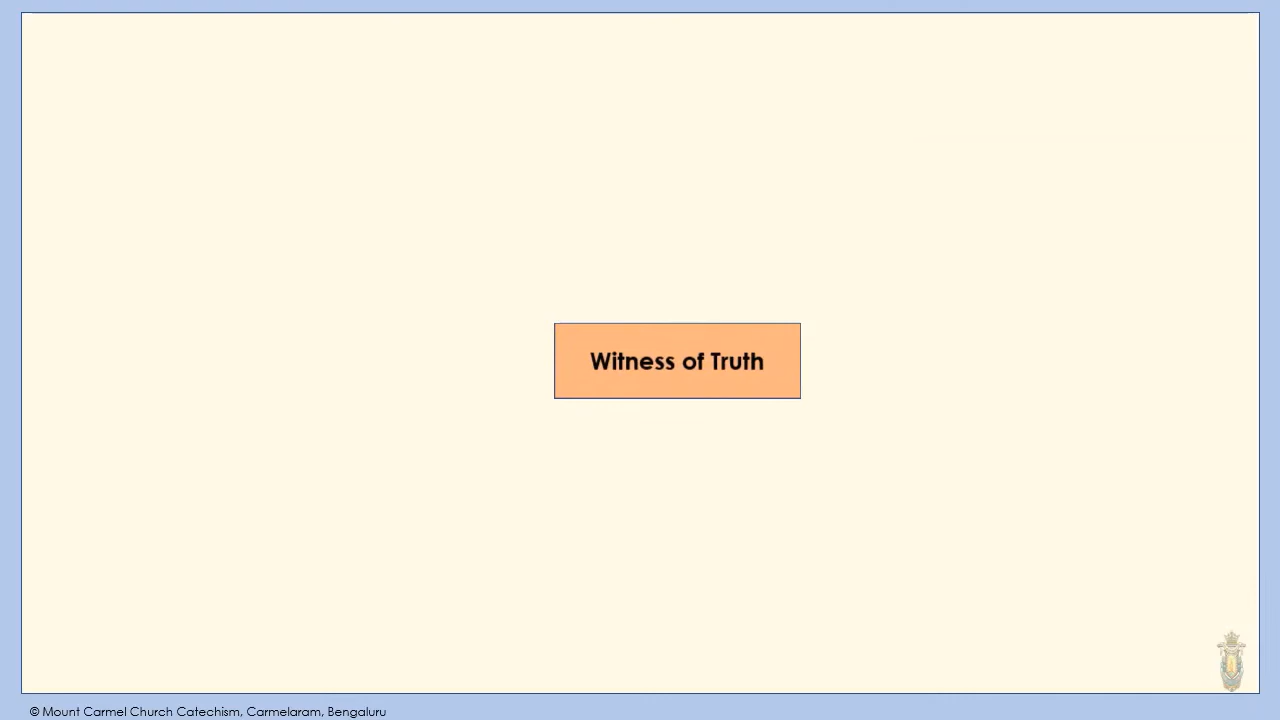 Witness of Truth
© Mount Carmel Church Catechism, Carmelaram, Bengaluru